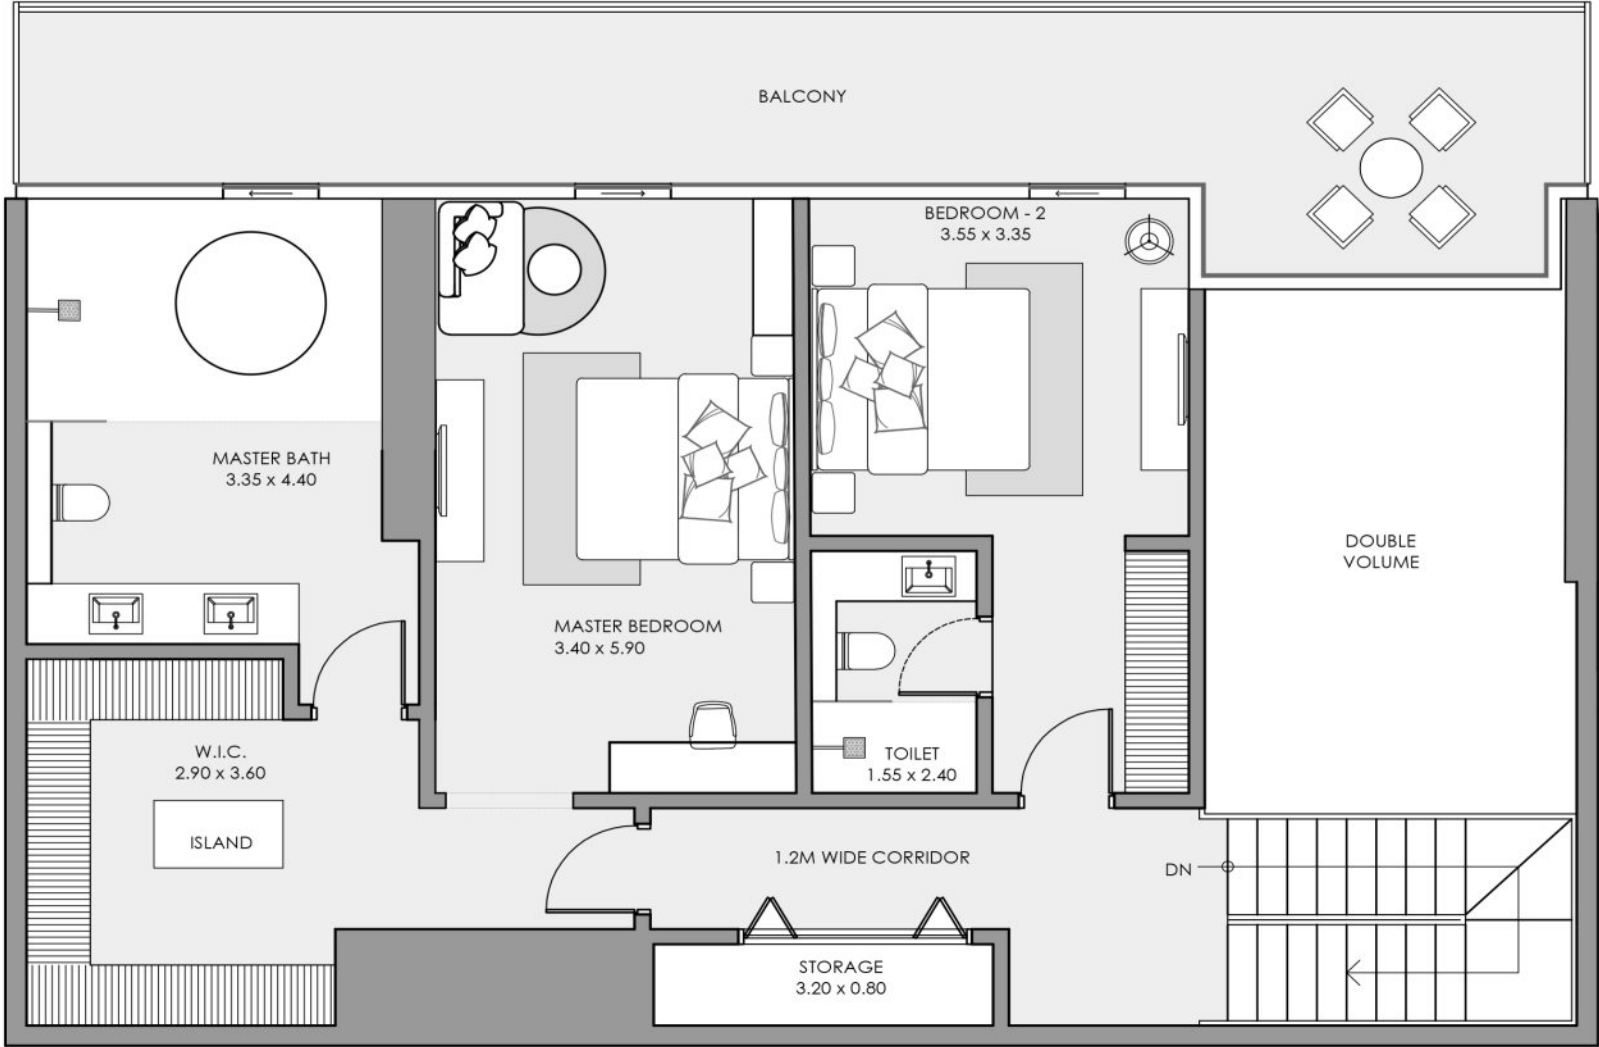 BALCONY
BEDROOM - 2
3.55 x 3.35
MASTER BATH
3.35 x 4.40
DOUBLE
VOLUME
MASTER BEDROOM
3.40 x 5.90
W.I.C.
2.90 x 3.60
TOILET
1.55 x 2.40
ISLAND
1.2M WIDE CORRIDOR
DN
STORAGE
3.20 x 0.80